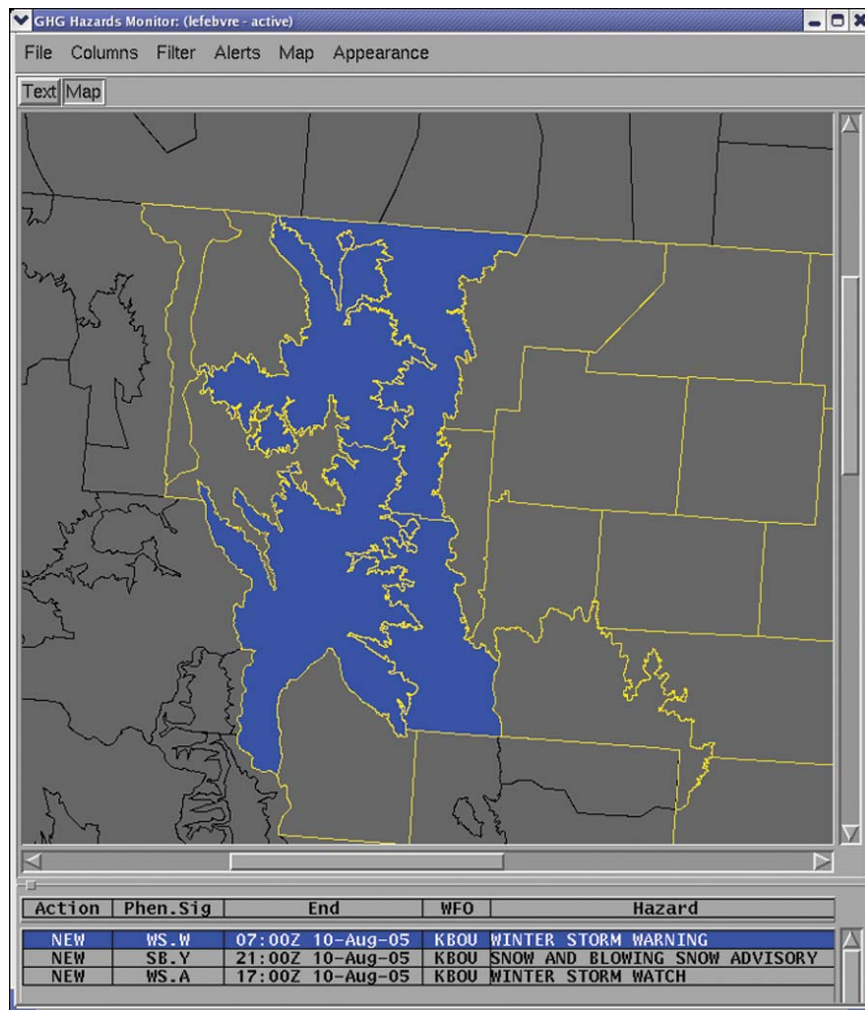 GHG Hazards Monitor: (lefebvre - active)
File Columns Filter Alerts Map Appearance
Text Map
Action Phen.Sig End WFO Hazard
NEW WS.W 07:00Z 10-Aug-05 KBOU WINTER STORM WARNING
NEW SB.Y 21:00Z 10-Aug-05 KBOU SNOW AND BLOWING SNOW ADVISORY
NEW WS.A 17:00Z 10-Aug-05 KBOU WINTER STORM WATCH